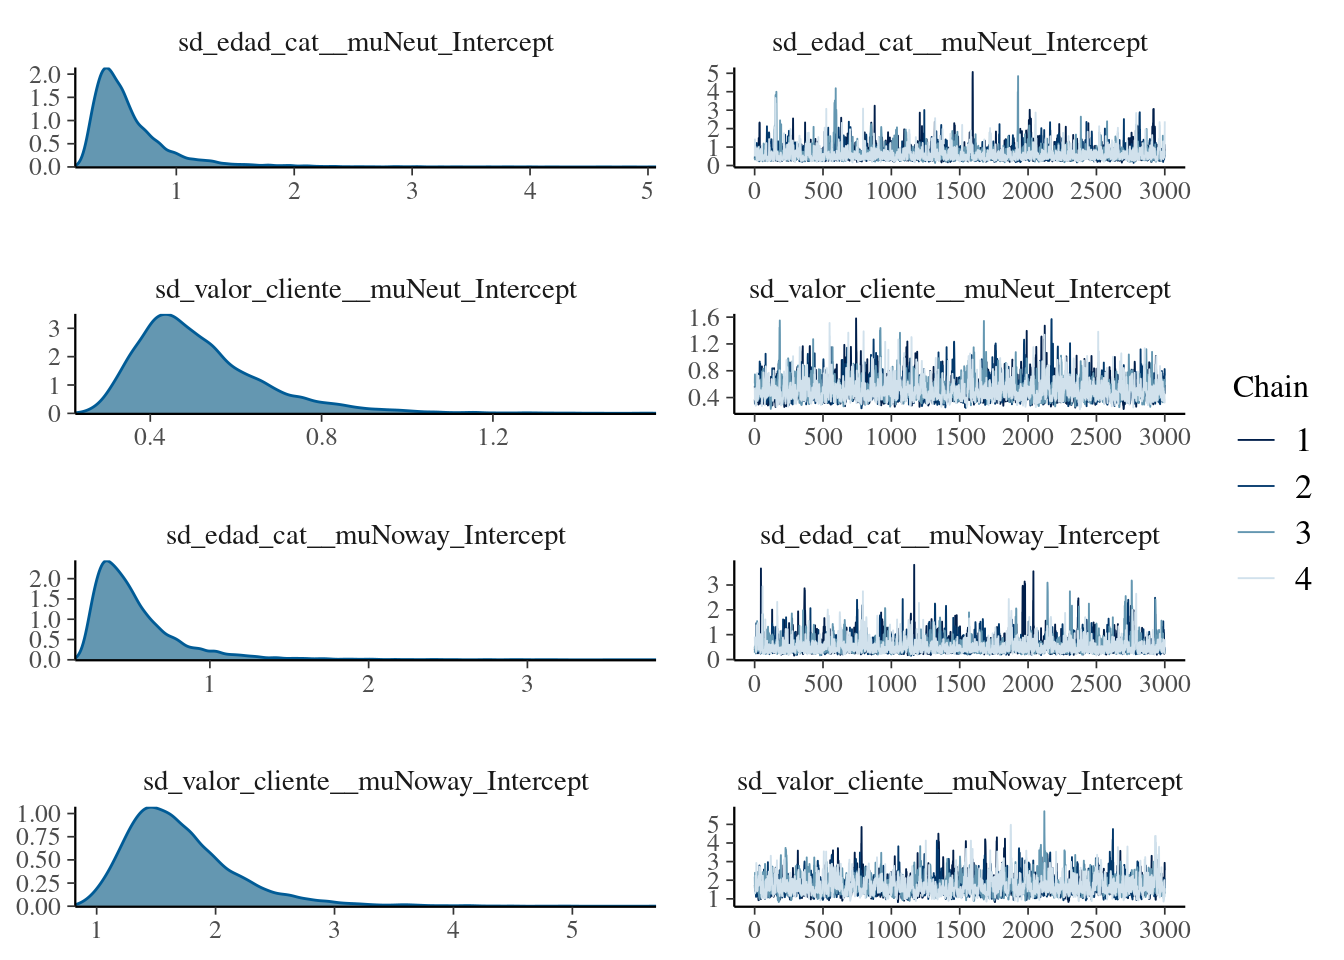 sd_edad_cat__muNeut_Intercept
2.0
1.5
1.0
0.5
0.0
1 2 3 4 5
sd_edad_cat__muNeut_Intercept
5
4
3
2
1
0
0 500 1000 1500 2000 2500 3000
sd_valor_cliente__muNeut_Intercept
3
2
1
0
0.4 0.8 1.2
sd_valor_cliente__muNeut_Intercept
1.6
1.2
0.8
0.4
0 500 1000 1500 2000 2500 3000
sd_edad_cat__muNoway_Intercept
2.0
1.5
1.0
0.5
0.0
1 2 3
sd_edad_cat__muNoway_Intercept
3
2
1
0
0 500 1000 1500 2000 2500 3000
sd_valor_cliente__muNoway_Intercept
1.00
0.75
0.50
0.25
0.00
1 2 3 4 5
sd_valor_cliente__muNoway_Intercept
5
4
3
2
1
0 500 1000 1500 2000 2500 3000
Chain
1
2
3
4